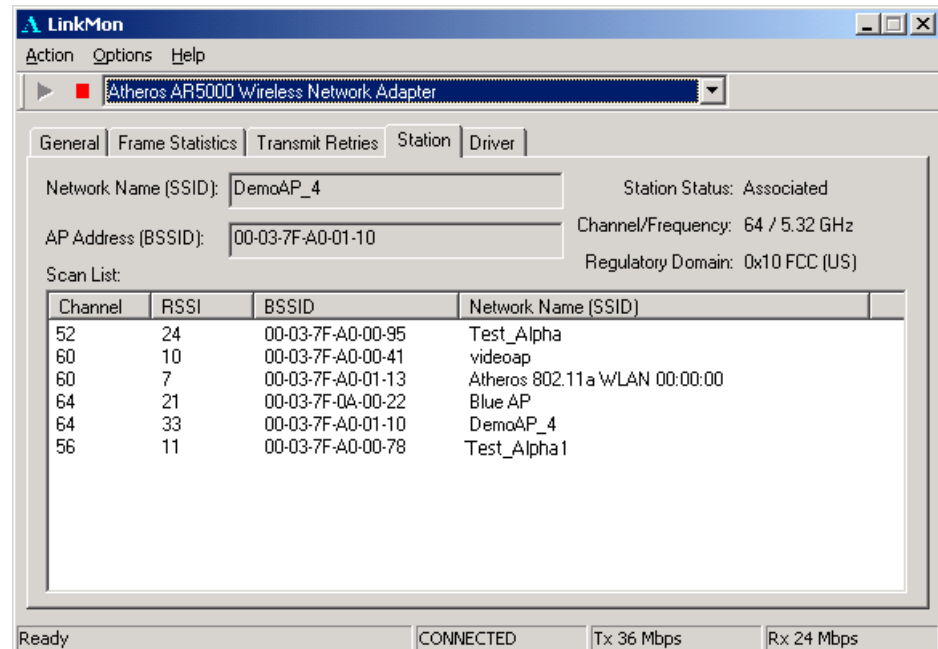 LinkMon
Action Options Help
Atheros AR5000 Wireless Network Adapter
General Frame Statistics Transmit Retries Station Driver
Network Name (SSID): DemoAP_4 Station Status: Associated
AP Address (BSSID): 00-03-7F-A0-01-10 Channel/Frequency: 64 / 5.32 GHz
Regulatory Domain: 0x10 FCC (US)
Scan List:
Channel RSSI BSSID Network Name (SSID)
52 24 00-03-7F-A0-00-95 Test_Alpha
60 10 00-03-7F-A0-00-41 videoap
60 7 00-03-7F-A0-01-13 Atheros 802.11a WLAN 00:00:00
64 21 00-03-7F-0A-00-22 Blue AP
64 33 00-03-7F-A0-01-10 DemoAP_4
56 11 00-03-7F-A0-00-78 Test_Alpha1
Ready CONNECTED Tx 36 Mbps Rx 24 Mbps